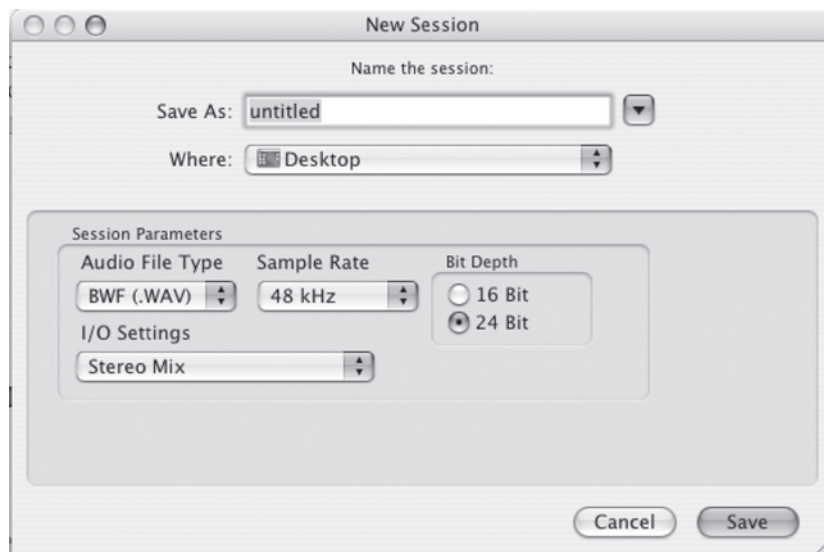 New Session
Name the session:
Save As: untitled
Where: Desktop
Session Parameters
Audio File Type Sample Rate Bit Depth
BWF (.WAV) 48 kHz 16 Bit
24 Bit
I/O Settings
Stereo Mix
Cancel Save